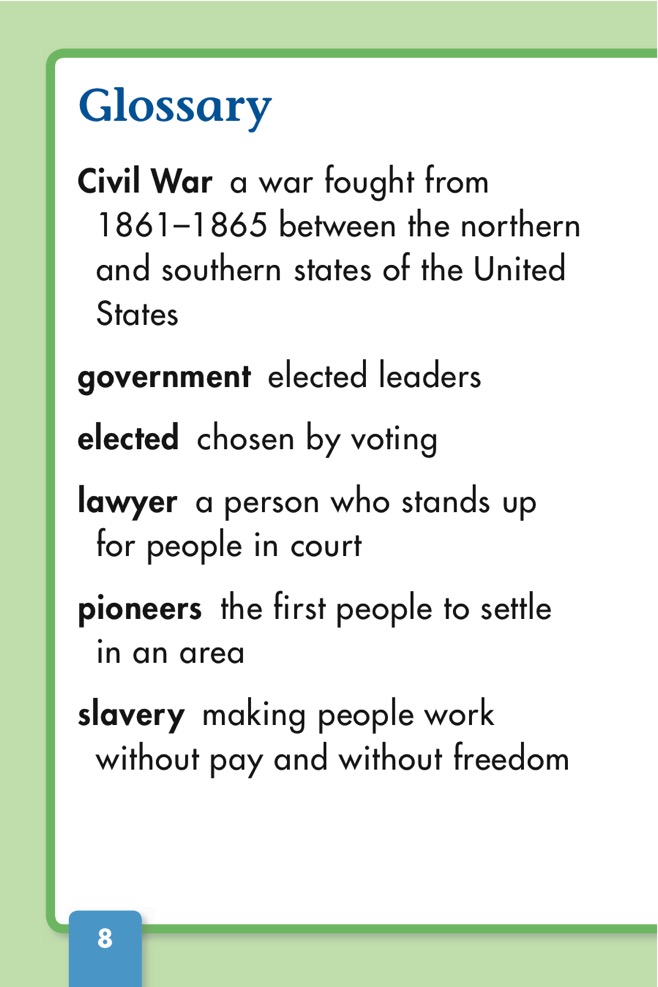 Glossary
Civil War a war fought from
1861–1865 between the northern
and southern states of the United
States
government elected leaders
elected chosen by voting
lawyer a person who stands up
for people in court
pioneers the first people to settle
in an area
slavery making people work
without pay and without freedom
8